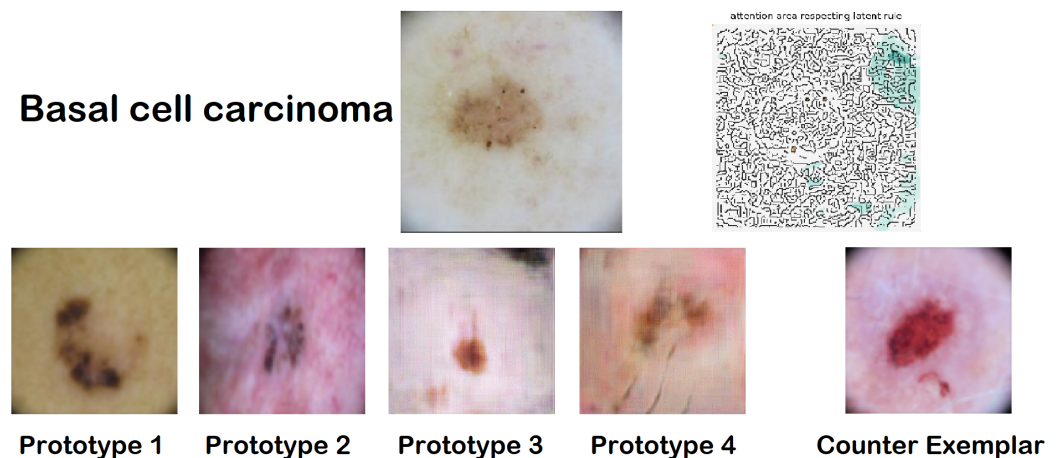 attention area respecting latent rule
Basal cell carcinoma
Prototype 1
Prototype 2
Prototype 3
Prototype 4
Counter Exemplar